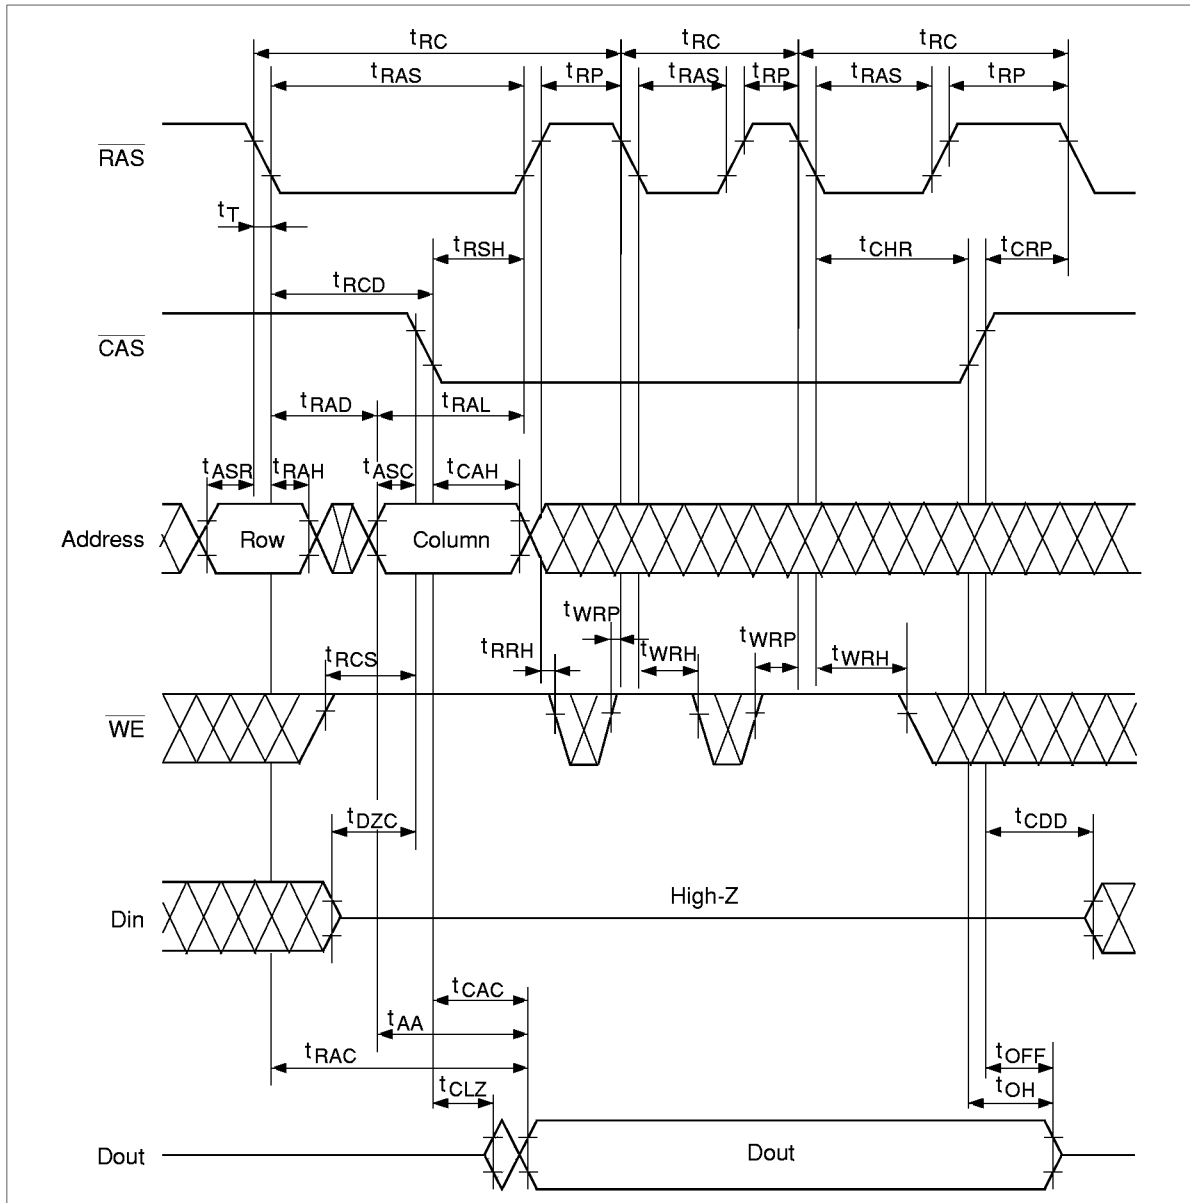 tRC tRC tRC
tRAS tRP tRAS tRP tRAS tRP
RAS
tT
tRSH tCHR tCRP
tRCD
CAS
tRAD tRAL
tASR tRAH tASC tCAH
Address Row Column
tWRP
tRRH tWRH tWRP tWRH
tRCS
WE
tDZC tCDD
High-Z
Din
tCAC
tAA
tRAC tOFF
tCLZ tOH
Dout Dout